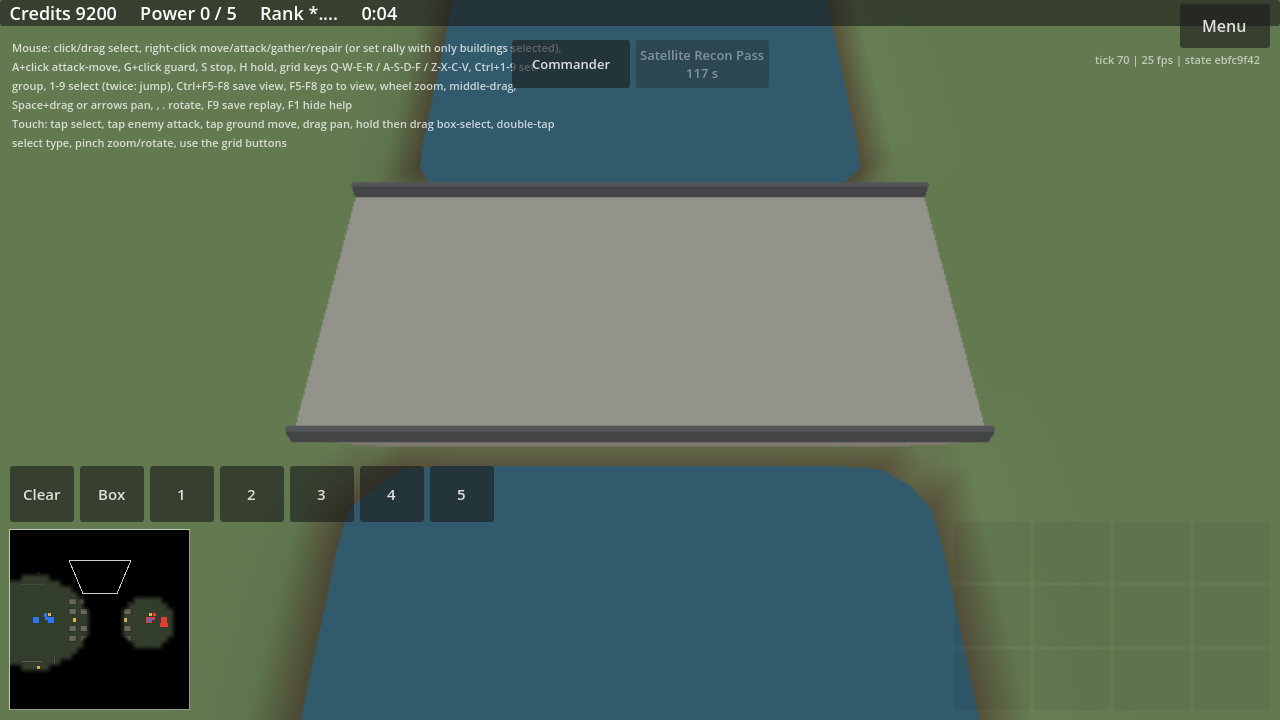 Credits 9200 Power 0 / 5 Rank *.... 0:04
Menu
Mouse: click/drag select, right-click move/attack/gather/repair (or set rally with only buildings selected),
A+click attack-move, G+click guard, S stop, H hold, grid keys Q-W-E-R / A-S-D-F / Z-X-C-V, Ctrl+1-9 set
group, 1-9 select (twice: jump), Ctrl+F5-F8 save view, F5-F8 go to view, wheel zoom, middle-drag,
Space+drag or arrows pan, , . rotate, F9 save replay, F1 hide help
Touch: tap select, tap enemy attack, tap ground move, drag pan, hold then drag box-select, double-tap
select type, pinch zoom/rotate, use the grid buttons
Commander
Satellite Recon Pass
117 s
tick 70 | 25 fps | state ebfc9f42
Clear Box 1 2 3 4 5